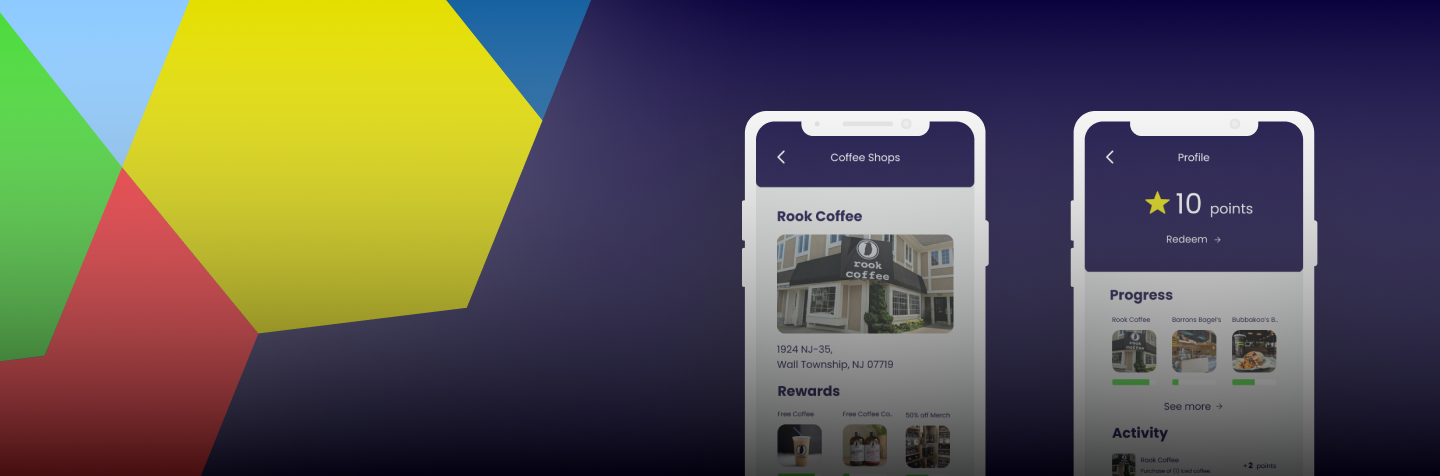 Coffee Shops
Rook Coffee
rook
coffee
1924 NJ-35,
Wall Township, NJ 07719
Rewards
Free Coffee
Free Coffee Co..
50% off Merch
Profile
10 points
Redeem →
Progress
Rook Coffee
Barrons Bagel's
Bubbakoo's B..
rook
coffee
See more →
Activity
Rook Coffee
Purchase of (1) iced coffee.
+2 points